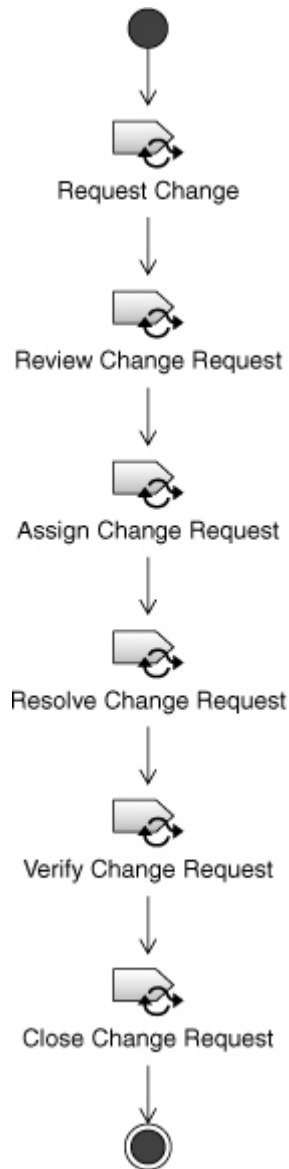 Request Change
Review Change Request
Assign Change Request
Resolve Change Request
Verify Change Request
Close Change Request